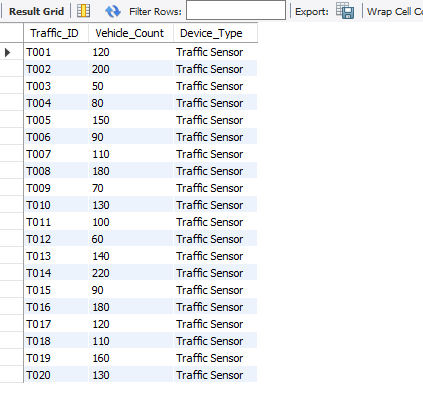 Result Grid Filter Rows: Export: Wrap Cell Co
Traffic_ID Vehicle_Count Device_Type
T001 120 Traffic Sensor
T002 200 Traffic Sensor
T003 50 Traffic Sensor
T004 80 Traffic Sensor
T005 150 Traffic Sensor
T006 90 Traffic Sensor
T007 110 Traffic Sensor
T008 180 Traffic Sensor
T009 70 Traffic Sensor
T010 130 Traffic Sensor
T011 100 Traffic Sensor
T012 60 Traffic Sensor
T013 140 Traffic Sensor
T014 220 Traffic Sensor
T015 90 Traffic Sensor
T016 180 Traffic Sensor
T017 120 Traffic Sensor
T018 110 Traffic Sensor
T019 160 Traffic Sensor
T020 130 Traffic Sensor